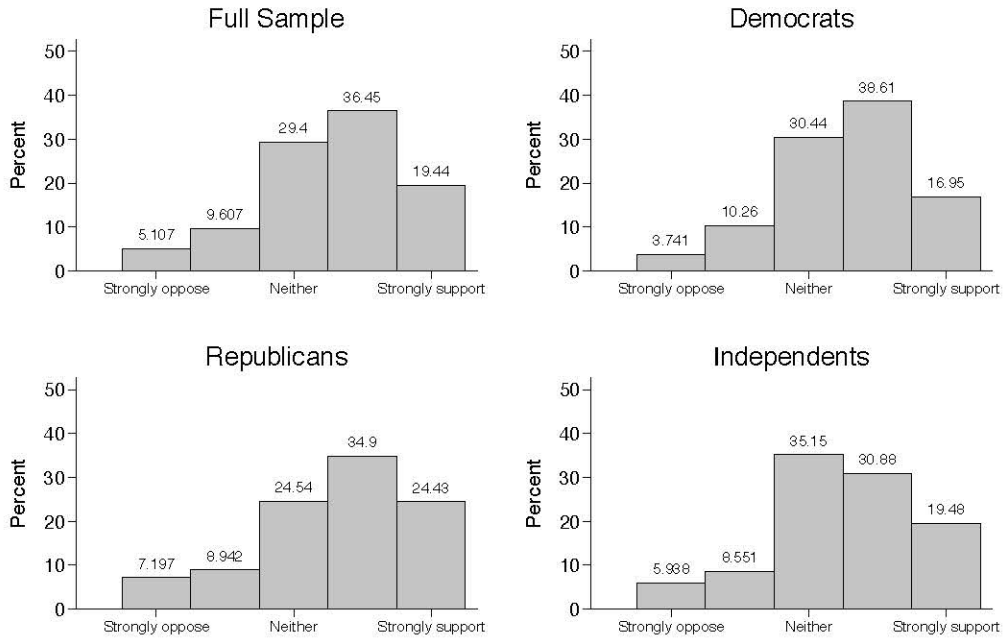 Full Sample
50
40
30
20
10
0
Percent
5.107
9.607
29.4
36.45
19.44
Strongly oppose
Neither
Strongly support
Democrats
50
40
30
20
10
0
Percent
3.741
10.26
30.44
38.61
16.95
Strongly oppose
Neither
Strongly support
Republicans
50
40
30
20
10
0
Percent
7.197
8.942
24.54
34.9
24.43
Strongly oppose
Neither
Strongly support
Independents
50
40
30
20
10
0
Percent
5.938
8.551
35.15
30.88
19.48
Strongly oppose
Neither
Strongly support